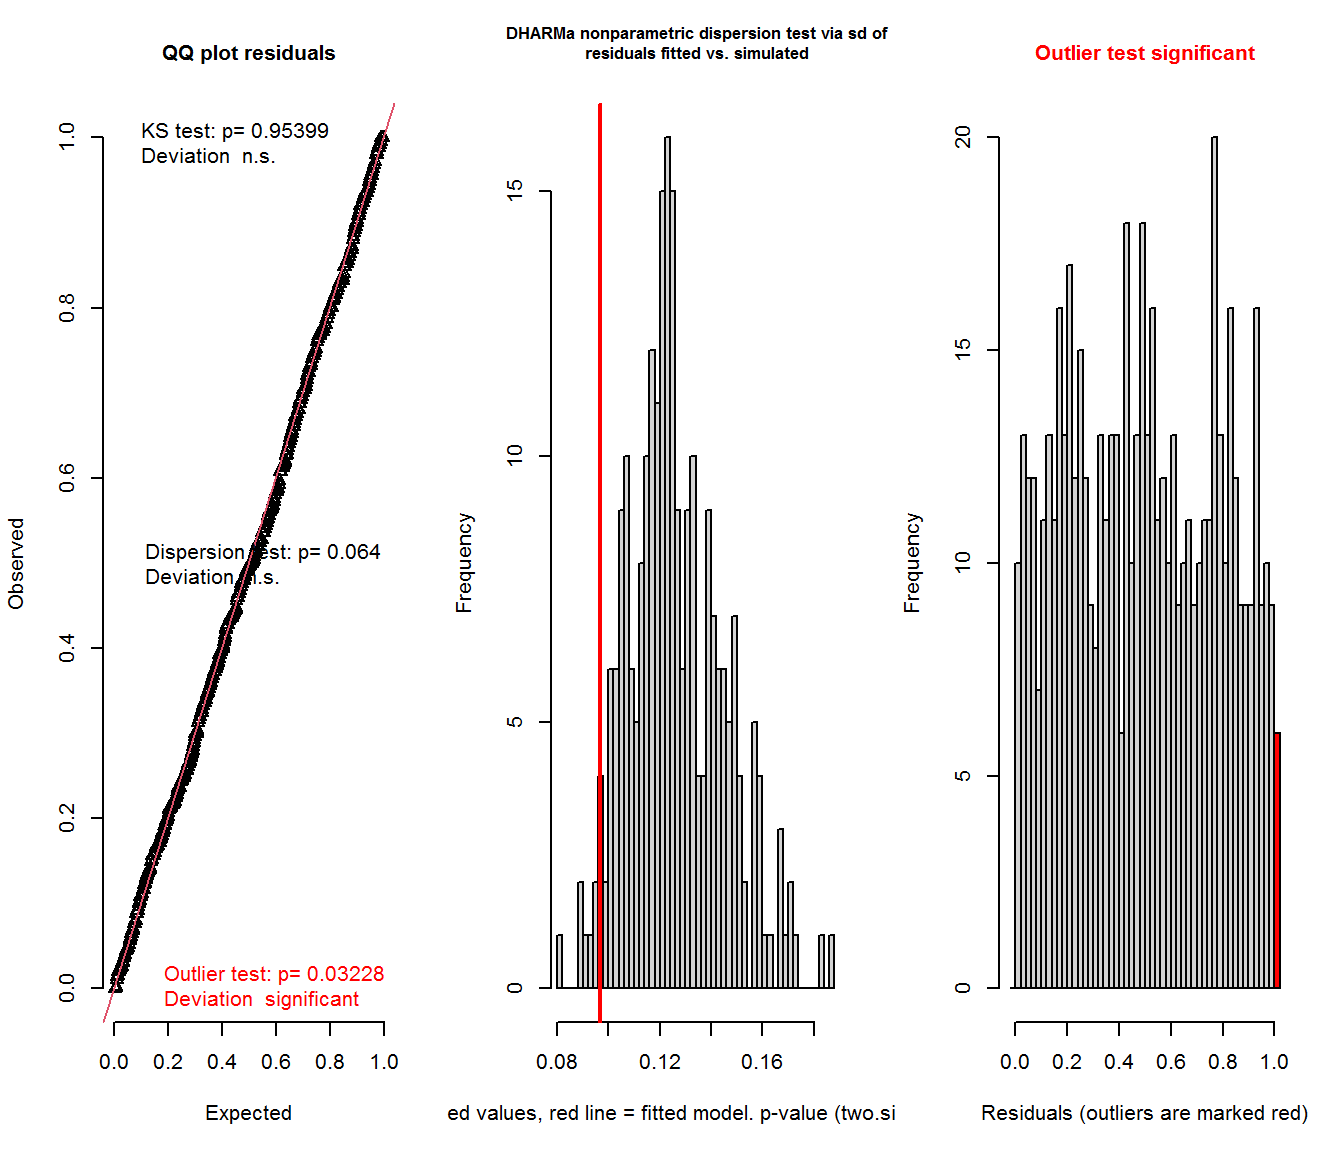 QQ plot residuals
KS test: p= 0.95399
Deviation  n.s.
Dispersion test: p= 0.064
Deviation n.s.
Outlier test: p= 0.03228
Deviation  significant
Observed
0.0 0.2 0.4 0.6 0.8 1.0
0.0 0.2 0.4 0.6 0.8 1.0
Expected
DHARMa nonparametric dispersion test via sd of
residuals fitted vs. simulated
Frequency
0 5 10 15
0.08 0.12 0.16
ed values, red line = fitted model. p-value (two.si
Outlier test significant
Frequency
0 5 10 15 20
0.0 0.2 0.4 0.6 0.8 1.0
Residuals (outliers are marked red)